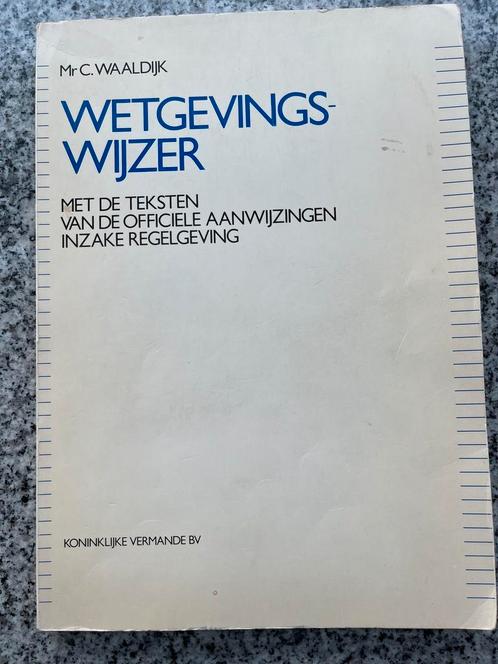 Mr C. WAALDIJK
WETGEVINGS-
WIJZER
MET DE TEKSTEN
VAN DE OFFICIELE AANWIJZINGEN
INZAKE REGELGEVING
KONINKLIJKE VERMANDE BV